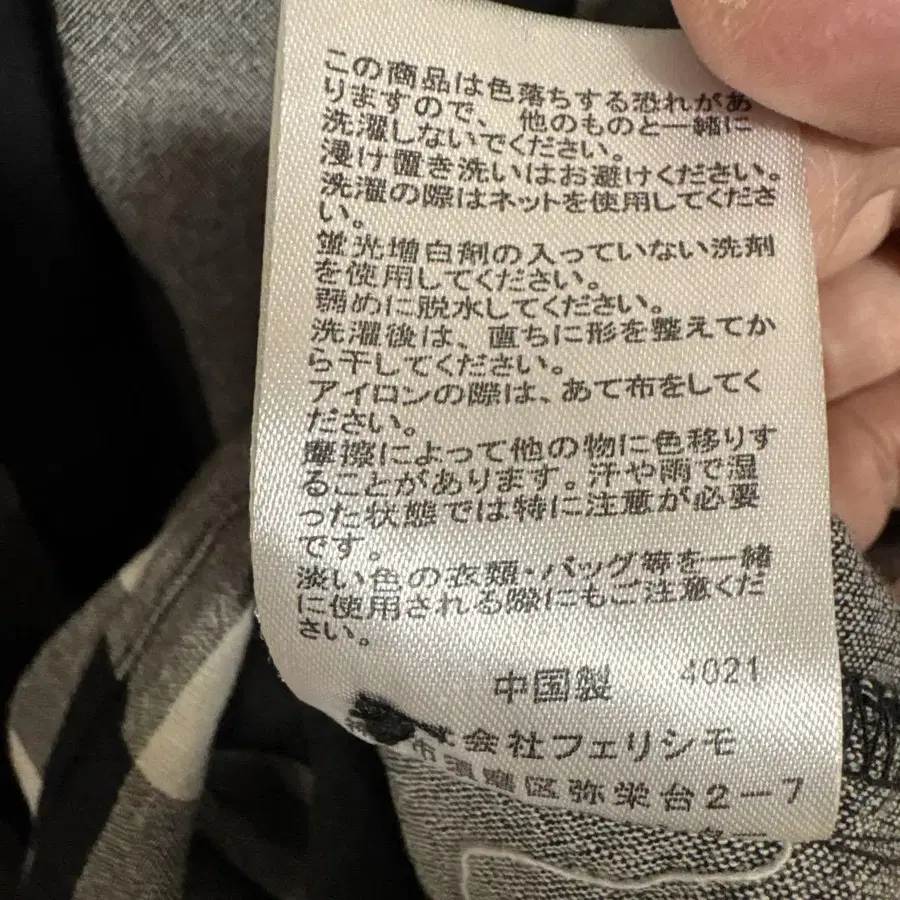 この商品は色落ちする恐れがあ
りますので、他のものと一緒に
洗濯しないでください。
浸け置き洗いはお避けください。
洗濯の際はネットを使用してくださ
い。
蛍光増白剤の入っていない洗剤
を使用してください。
弱めに脱水してください。
洗濯後は、直ちに形を整えてか
ら干してください。
アイロンの際は、あて布をしてく
ださい。
摩擦によって他の物に色移りす
ることがあります。汗や雨で湿
った状態では特に注意が必要
です。
淡い色の衣類・バッグ等を一緒
に使用される際にもご注意くだ
さい。
中国製 4021
式会社フェリシモ
市須磨区弥栄台2-7